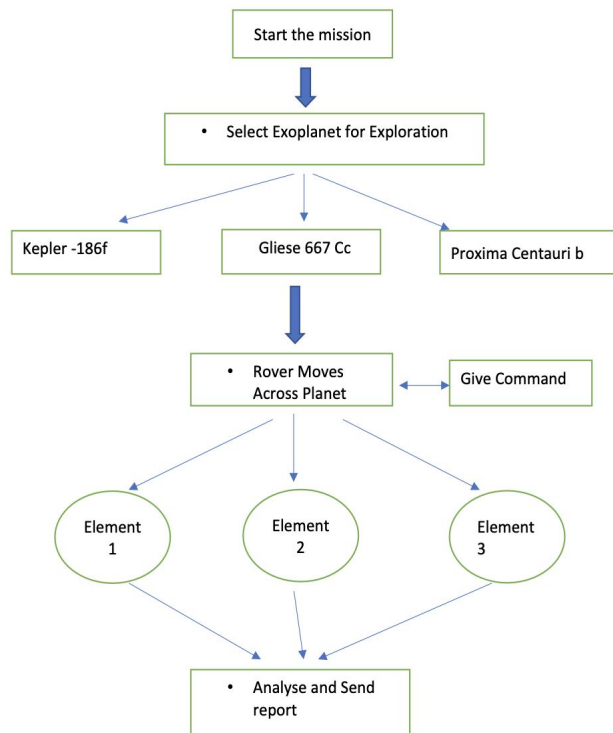 Start the mission
• Select Exoplanet for Exploration
Kepler -186f
Gliese 667 Cc
Proxima Centauri b
• Rover Moves
Across Planet
Give Command
Element
1
Element
2
Element
3
• Analyse and Send
report